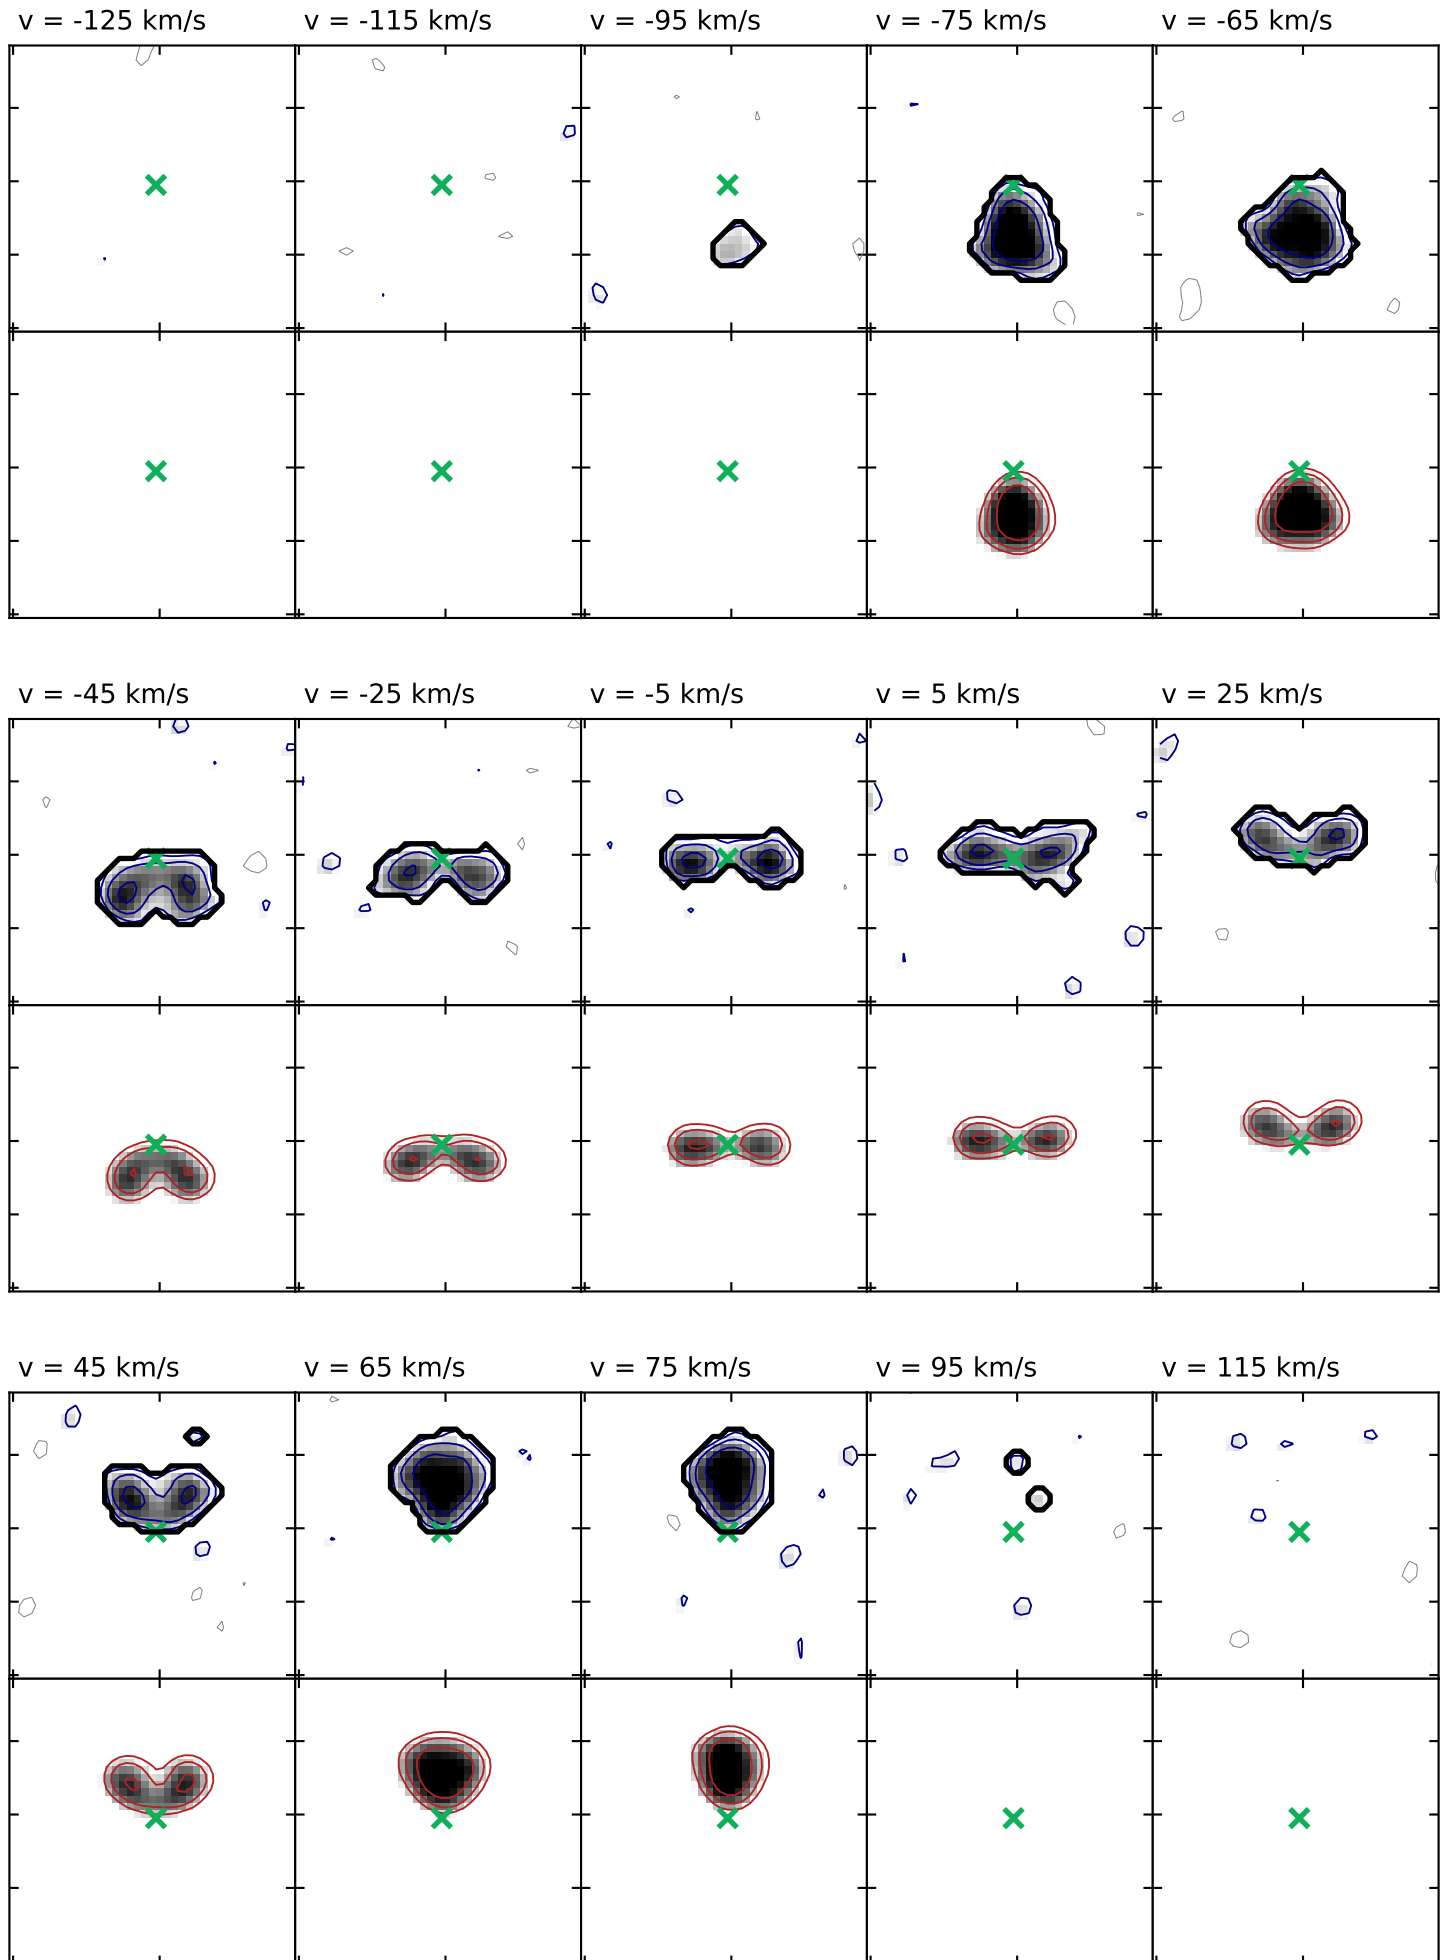 v = -125 km/s v = -115 km/s v = -95 km/s v = -75 km/s v = -65 km/s
v = -45 km/s v = -25 km/s v = -5 km/s v = 5 km/s v = 25 km/s
v = 45 km/s v = 65 km/s v = 75 km/s v = 95 km/s v = 115 km/s